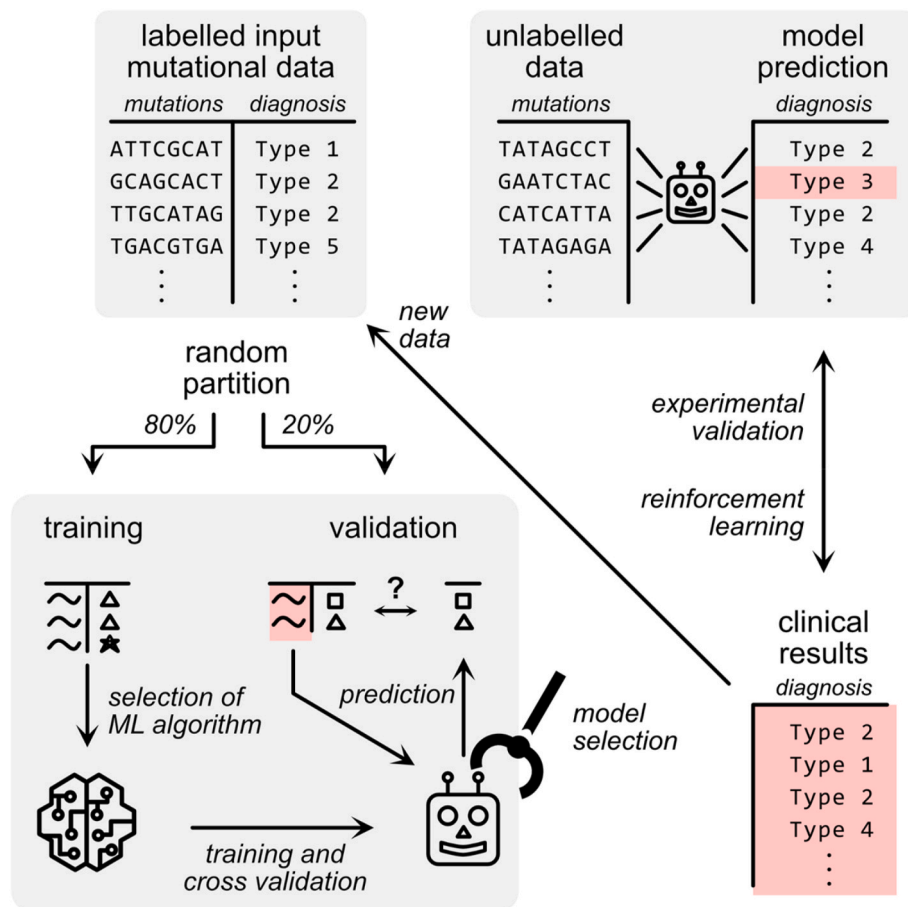 labelled input
mutational data
mutations diagnosis
ATTCGCAT Type 1
GCAGCACT Type 2
TTGCATAG Type 2
TGACGTGA Type 5
unlabelled
data
mutations
TATAGCCT
GAATCTAC
CATCATTA
TATAGAGA
model
prediction
diagnosis
Type 2
Type 3
Type 2
Type 4
new
data
random
partition
80% 20%
experimental
validation
reinforcement
learning
training
validation
?
selection of
ML algorithm
prediction
model
selection
training and
cross validation
clinical
results
diagnosis
Type 2
Type 1
Type 2
Type 4